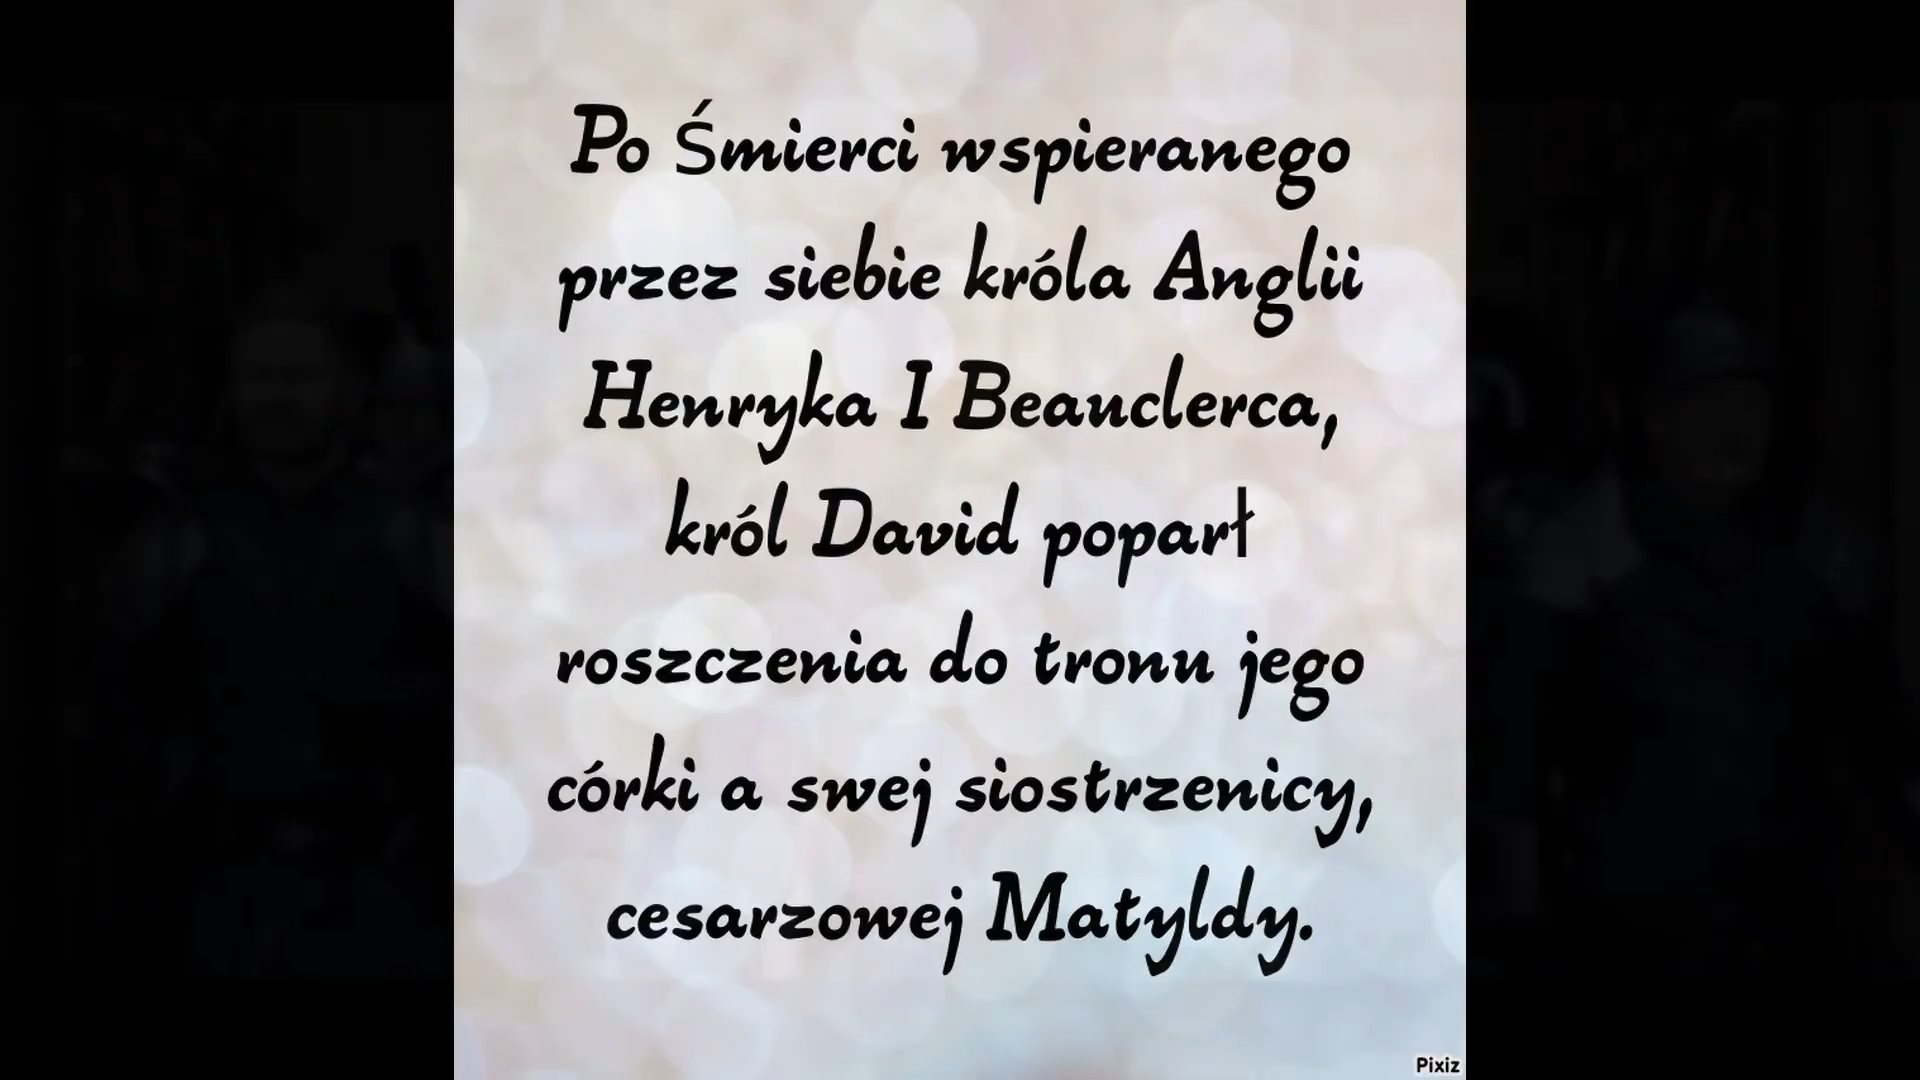 Po Śmierci wspieranego
przez siebie króla Anglii
Henryka I Beauclerca,
król David poparł
roszczenia do tronu jego
córki a swej siostrzenicy,
cesarzowej Matyldy.
Pixiz